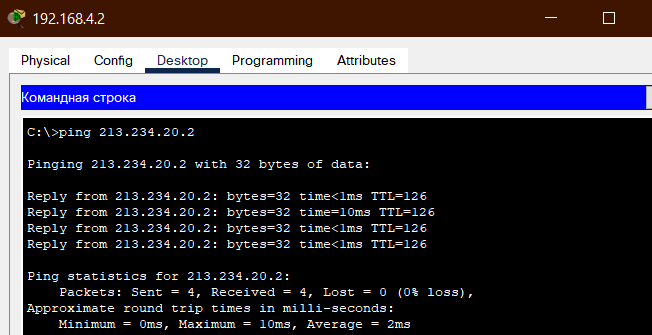 192.168.4.2
Physical Config Desktop Programming Attributes
Командная строка
C:\>ping 213.234.20.2
Pinging 213.234.20.2 with 32 bytes of data:
Reply from 213.234.20.2: bytes=32 time<1ms TTL=126
Reply from 213.234.20.2: bytes=32 time=10ms TTL=126
Reply from 213.234.20.2: bytes=32 time<1ms TTL=126
Reply from 213.234.20.2: bytes=32 time<1ms TTL=126
Ping statistics for 213.234.20.2:
Packets: Sent = 4, Received = 4, Lost = 0 (0% loss),
Approximate round trip times in milli-seconds:
Minimum = 0ms, Maximum = 10ms, Average = 2ms